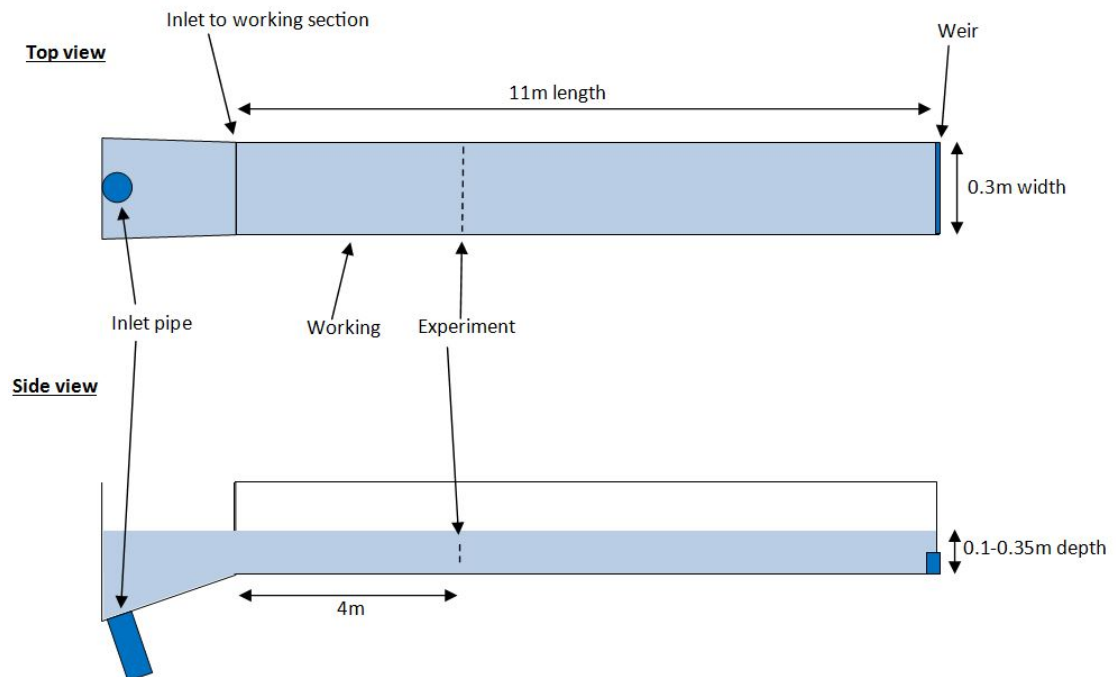 Inlet to working section
Weir
Top view
11m length
0.3m width
Inlet pipe
Working
Experiment
Side view
0.1-0.35m depth
4m